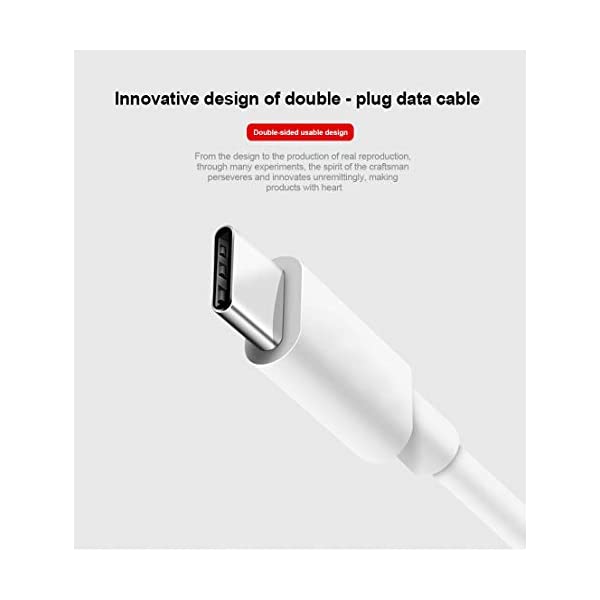 Innovative design of double - plug data cable
Double-sided usable design
From the design to the production of real reproduction,
through many experiments, the spirit of the craftsman
perseveres and innovates unremittingly, making
products with heart